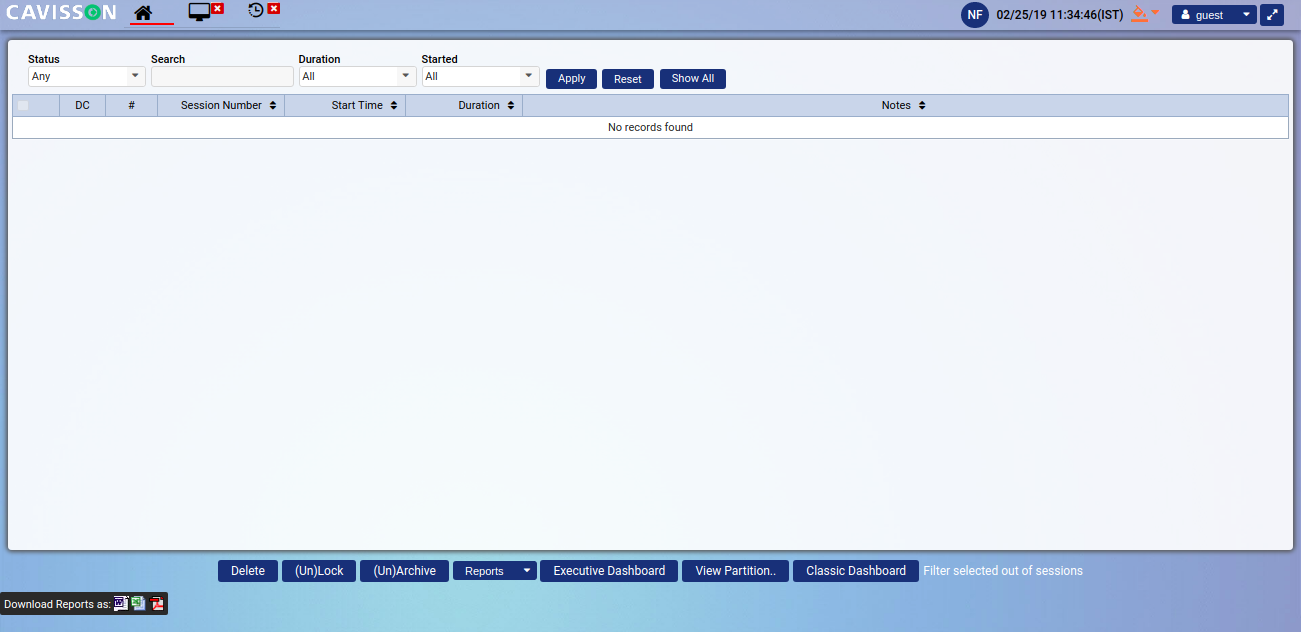 CAVISSON
NF 02/25/19 11:34:46(IST) guest
Status Search Duration Started
Any All All Apply Reset Show All
DC # Session Number Start Time Duration Notes
No records found
Delete (Un)Lock (Un)Archive Reports Executive Dashboard View Partition.. Classic Dashboard Filter selected out of sessions
Download Reports as: